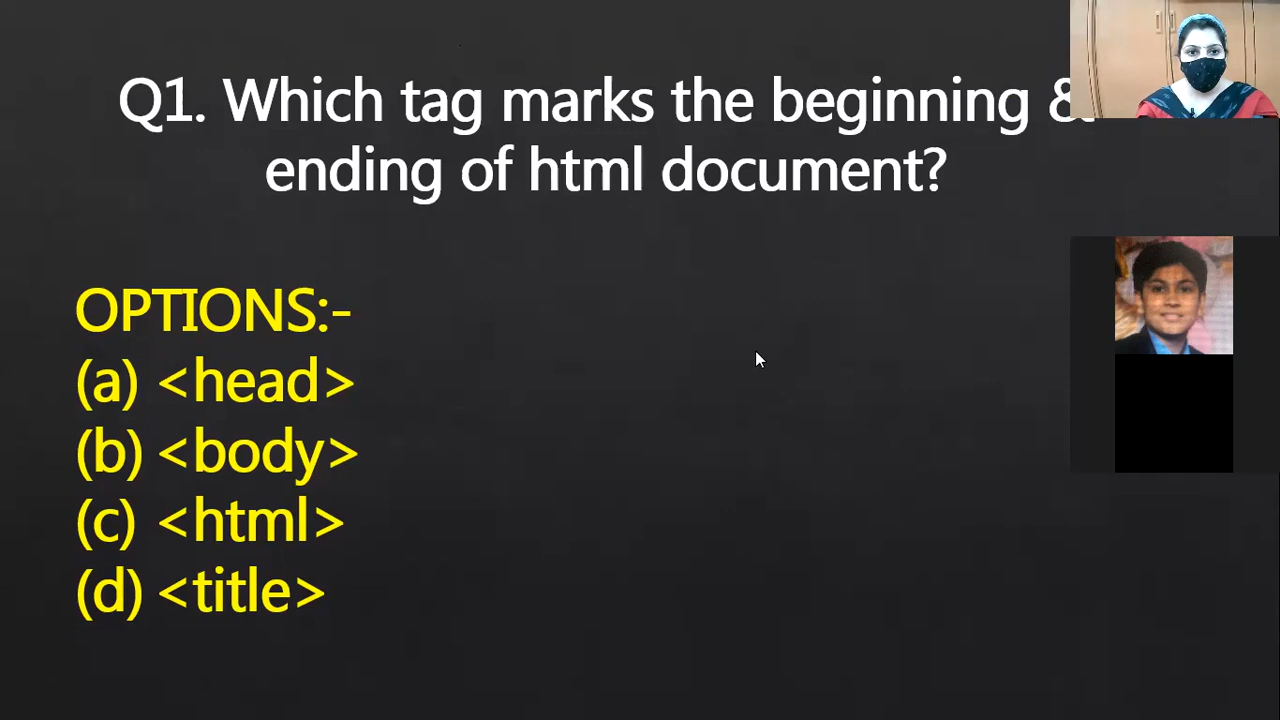 Q1. Which tag marks the beginning &
ending of html document?
OPTIONS:-
(a) <head>
(b) <body>
(c) <html>
(d) <title>